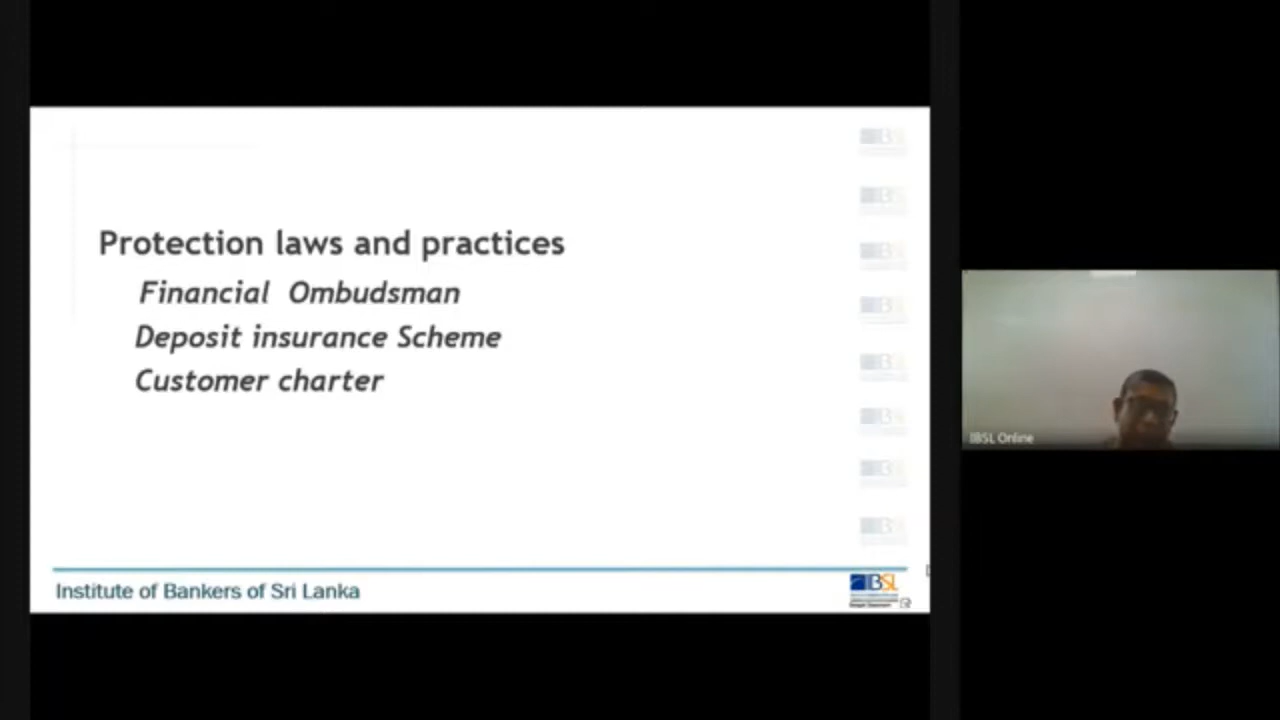 Protection laws and practices
Financial Ombudsman
Deposit insurance Scheme
Customer charter
Institute of Bankers of Sri Lanka
IBSL
IBSL Online